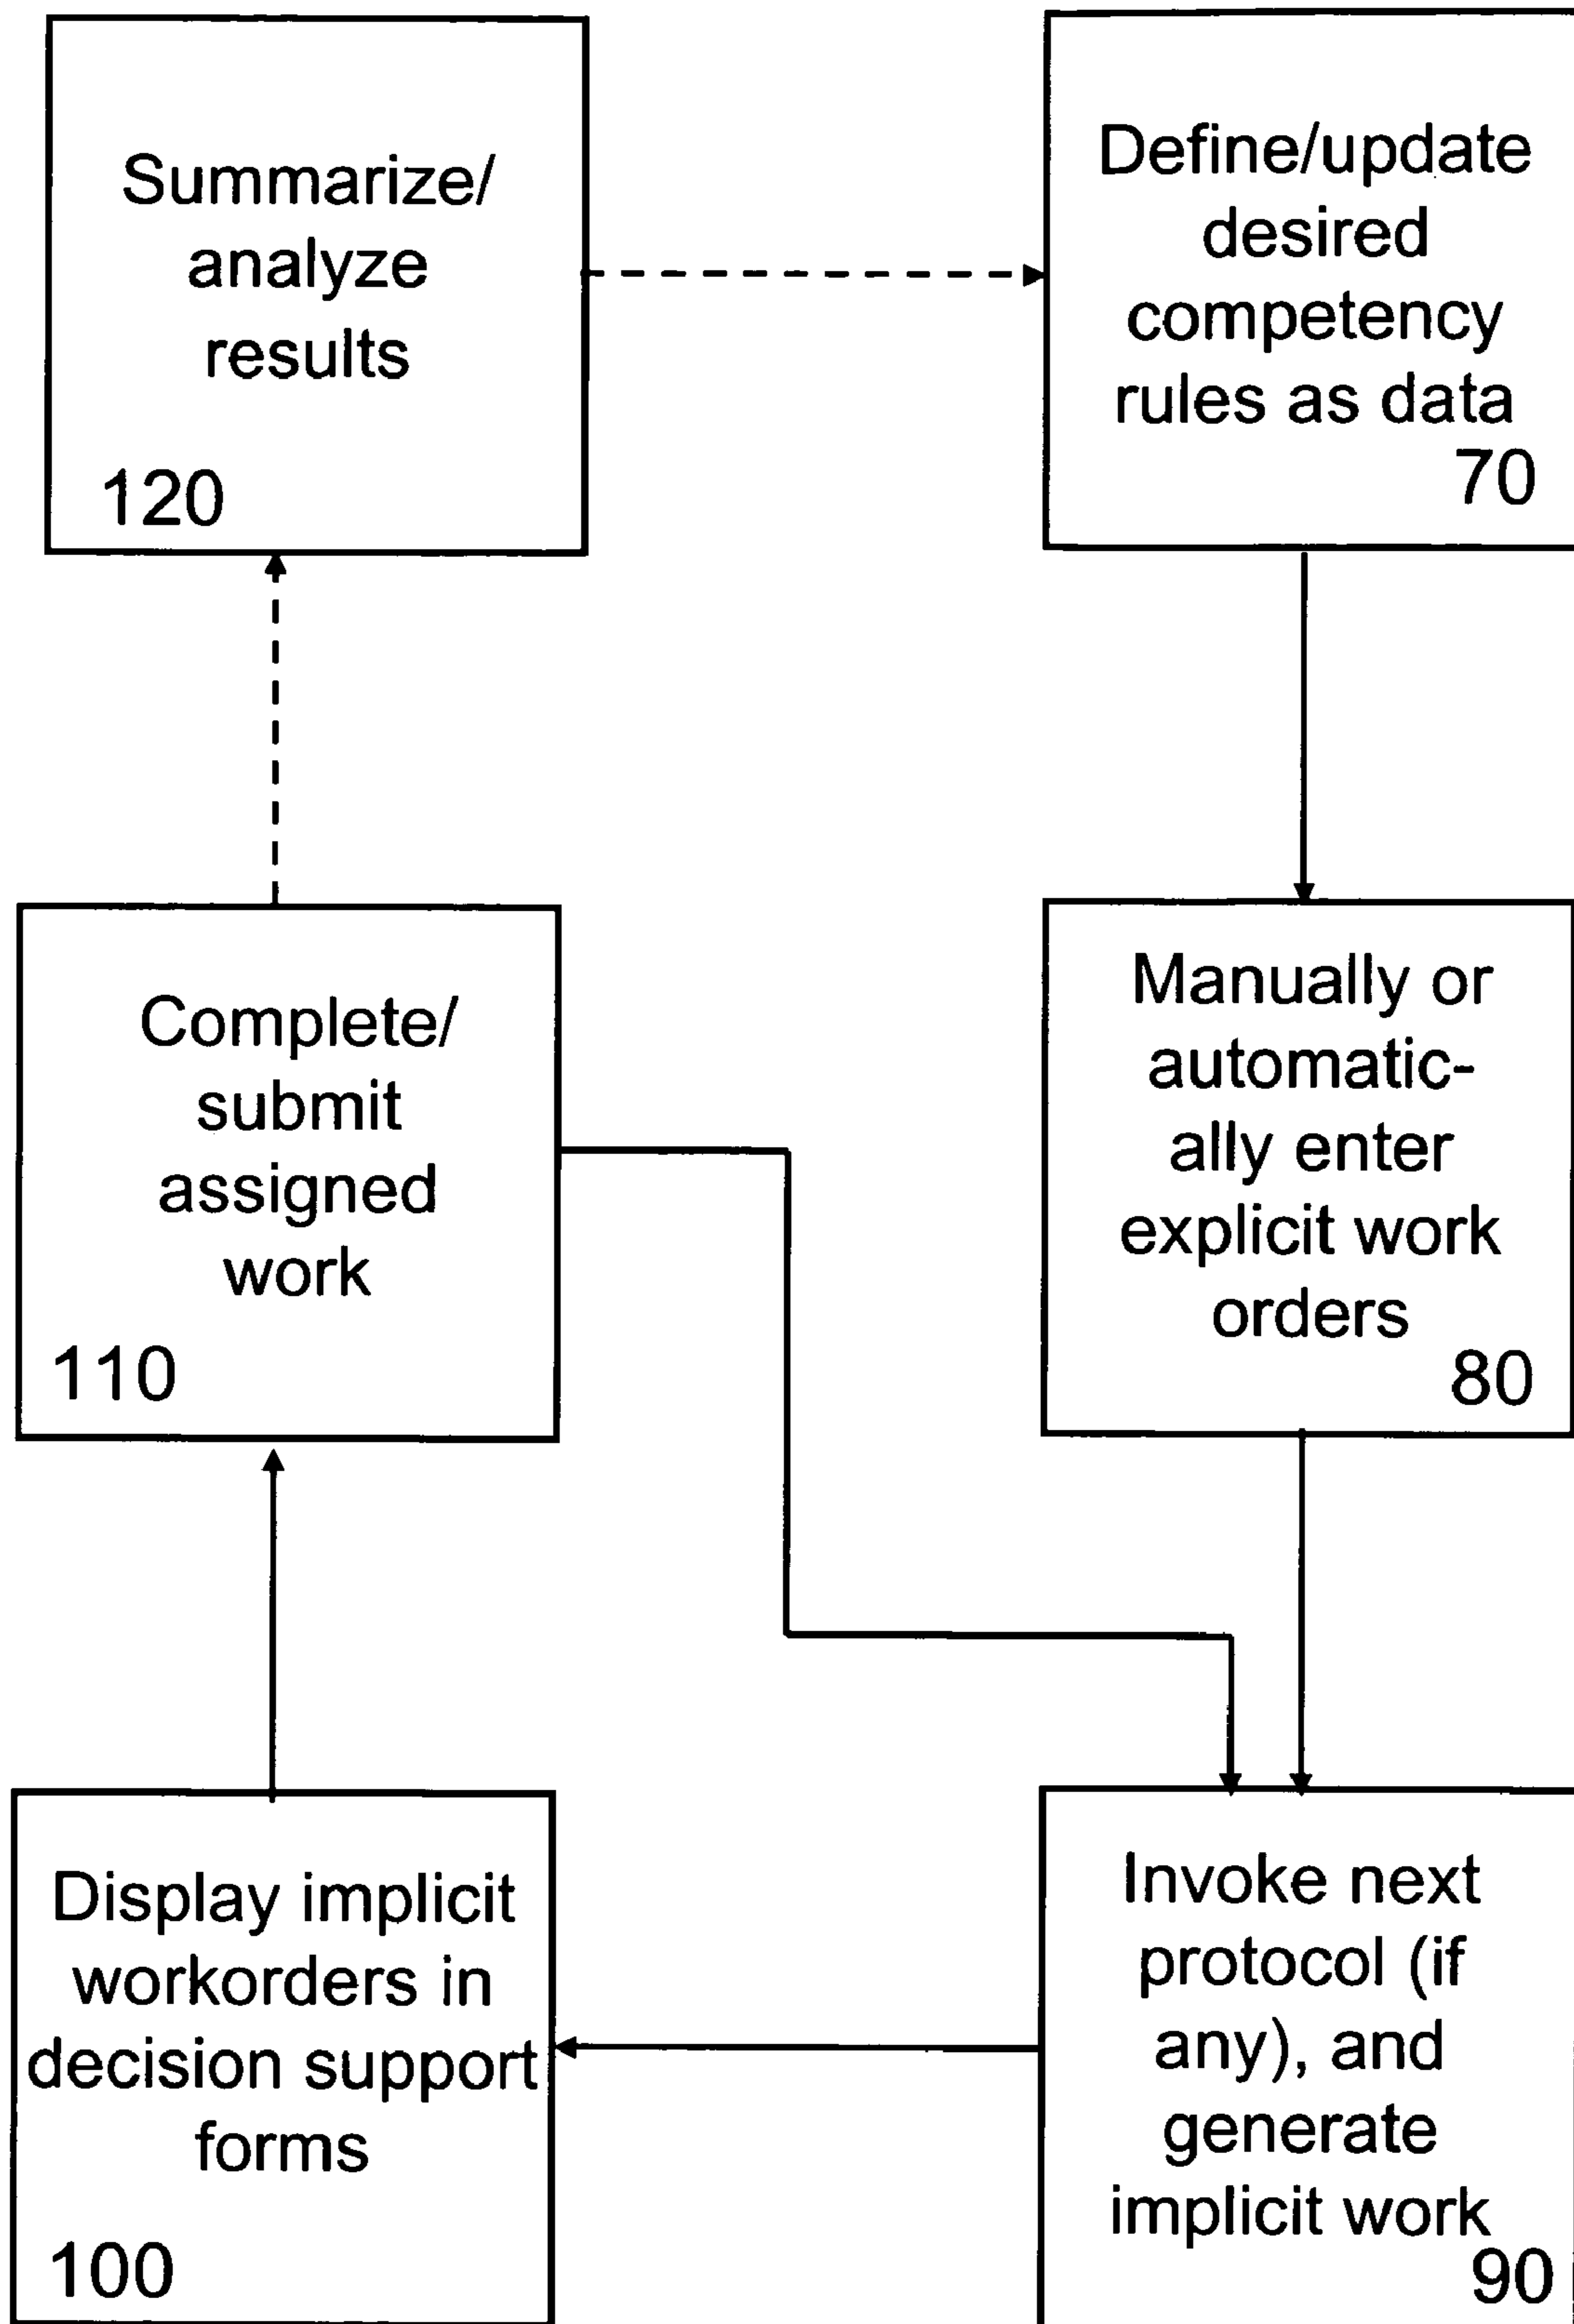 Summarize/
analyze
results
120
Define/update
desired
competency
rules as data
70
Complete/
submit
assigned
work
110
Manually or
automatic-
ally enter
explicit work
orders
80
Display implicit
workorders in
decision support
forms
100
Invoke next
protocol (if
any), and
generate
implicit work
90